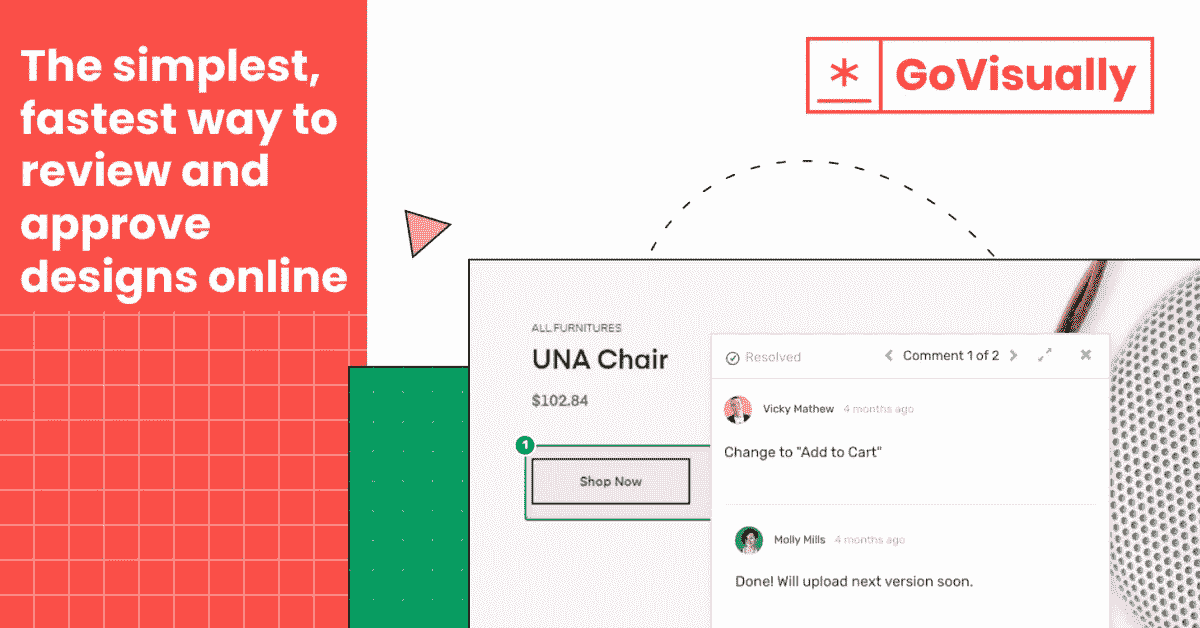 The simplest,
fastest way to
review and
approve
designs online
GoVisually
ALL FURNITURES
UNA Chair
$102.84
1
Shop Now
Resolved
Comment 1 of 2
Vicky Mathew 4 months ago
Change to "Add to Cart"
Molly Mills 4 months ago
Done! Will upload next version soon.